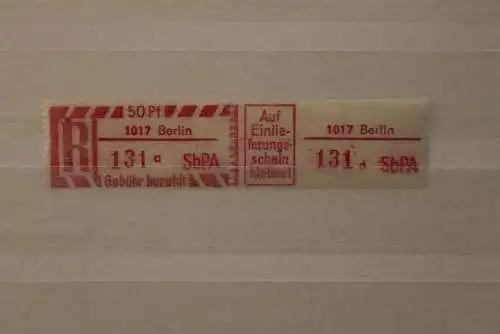 50 Pf
R
1017 Berlin
131 a SbPA
Gebühr bezahlt
Auf
Einlie-
ferungs-
schein
kleben!
1017 Berlin
131 a SbPA